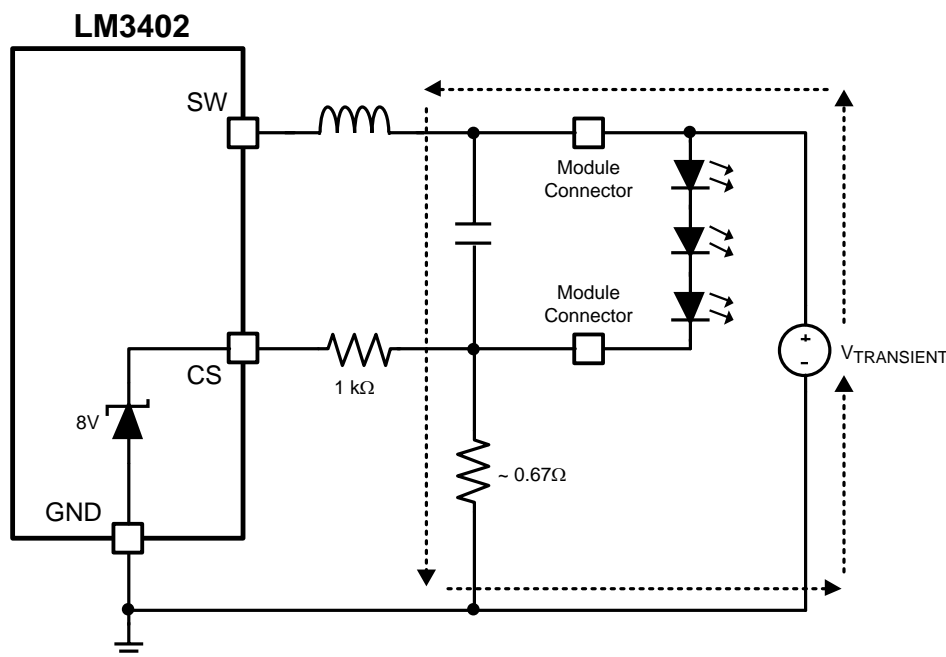 LM3402
SW
Module
Connector
Module
Connector
+
-
VTRANSIENT
CS
1 kΩ
8V
~ 0.67Ω
GND